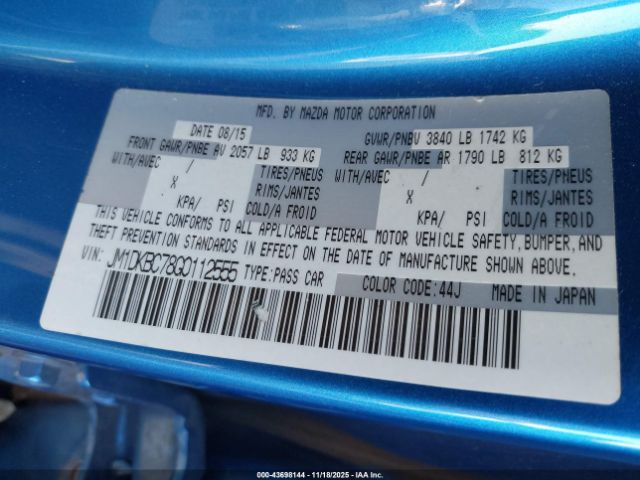 MFD. BY MAZDA MOTOR CORPORATION
DATE 08/15 GVWR/PNBV 3840 LB 1742 KG
FRONT GAWR/PNBE AV 2057 LB 933 KG REAR GAWR/PNBE AR 1790 LB 812 KG
WITH/AVEC / TIRES/PNEUS WITH/AVEC / TIRES/PNEUS
X RIMS/JANTES X RIMS/JANTES
KPA/ PSI COLD/A FROID KPA/ PSI COLD/A FROID
THIS VEHICLE CONFORMS TO ALL APPLICABLE FEDERAL MOTOR VEHICLE SAFETY, BUMPER, AND
THEFT PREVENTION STANDARDS IN EFFECT ON THE DATE OF MANUFACTURE SHOWN ABOVE.
VIN: JM1DKBC78G0112555 TYPE: PASS CAR COLOR CODE: 44J MADE IN JAPAN
000-43698144 - 11/18/2025 - IAA Inc.